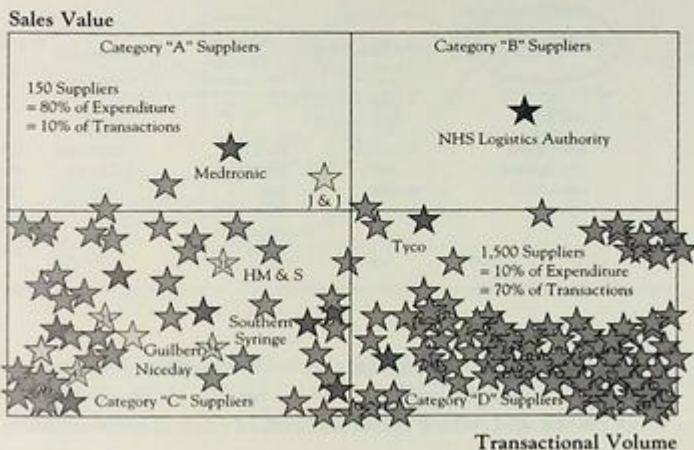 Sales Value
Category "A" Suppliers
Category "B" Suppliers
150 Suppliers
= 80% of Expenditure
= 10% of Transactions
NHS Logistics Authority
Medtronic
J & J
Tyco
1,500 Suppliers
= 10% of Expenditure
= 70% of Transactions
HM & S
Southern
Syringe
Guilbert
Niceday
Category "C" Suppliers
Category "D" Suppliers
Transactional Volume